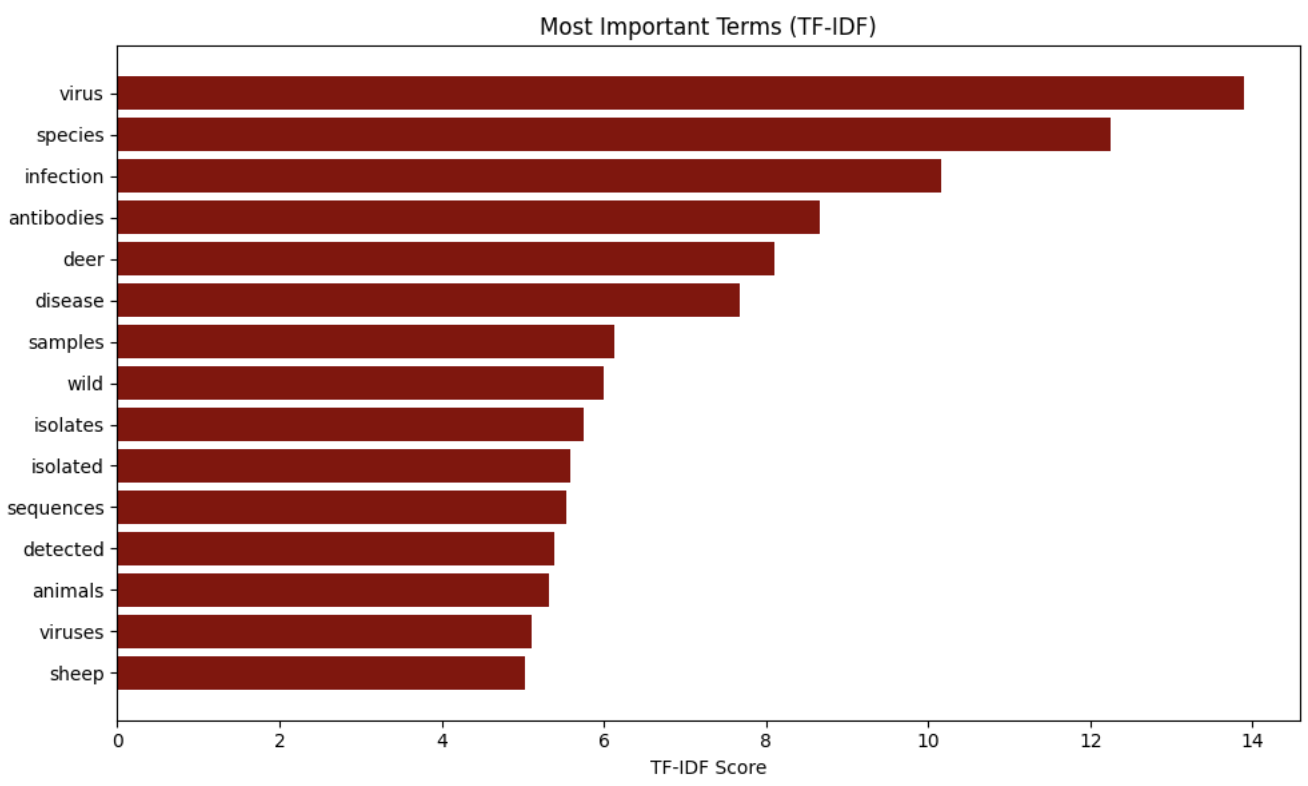 Most Important Terms (TF-IDF)
virus
species
infection
antibodies
deer
disease
samples
wild
isolates
isolated
sequences
detected
animals
viruses
sheep
0 2 4 6 8 10 12 14
TF-IDF Score